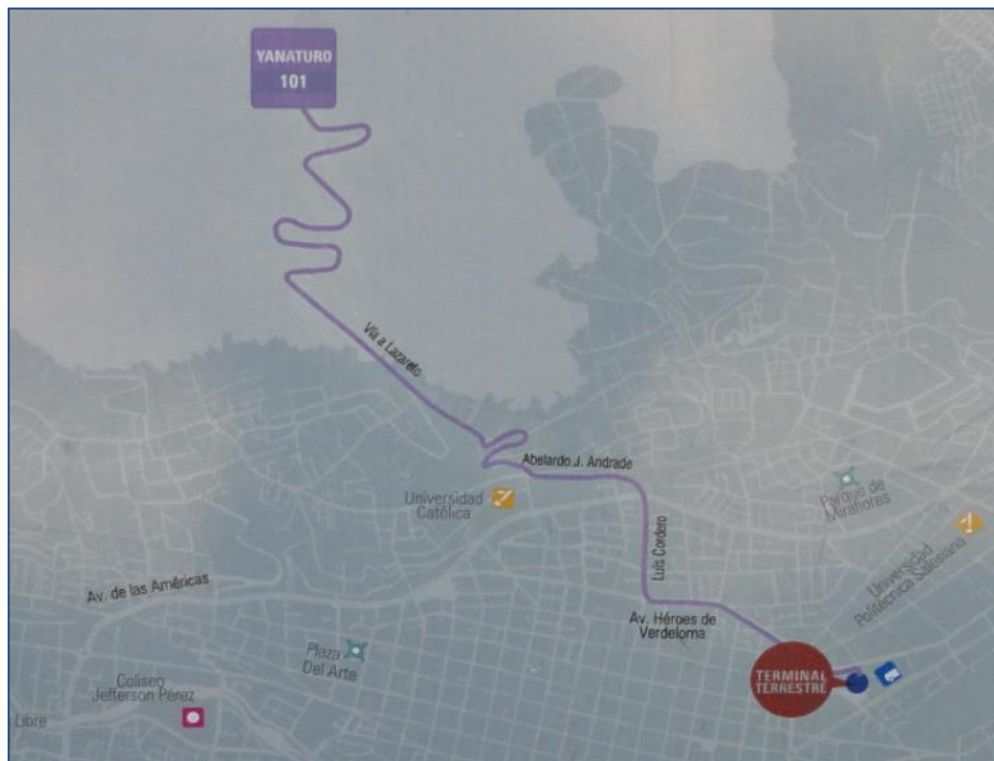 YANATURO
101
Vía a Lazareto
Abelardo J. Andrade
Universidad
Católica
Parque de
Miraflores
Luis Cordero
Universidad
Politécnica Salesiana
Av. de las Américas
Av. Héroes de
Verdeloma
Plaza
Del Arte
TERMINAL
TERRESTRE
Coliseo
Jefferson Pérez
Libre